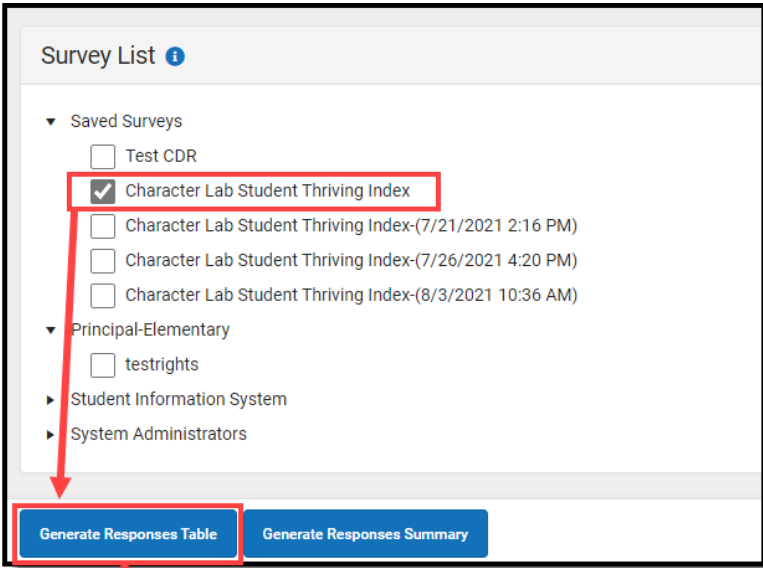 Survey List
Saved Surveys
Test CDR
Character Lab Student Thriving Index
Character Lab Student Thriving Index-(7/21/2021 2:16 PM)
Character Lab Student Thriving Index-(7/26/2021 4:20 PM)
Character Lab Student Thriving Index-(8/3/2021 10:36 AM)
Principal-Elementary
testrights
Student Information System
System Administrators
Generate Responses Table Generate Responses Summary